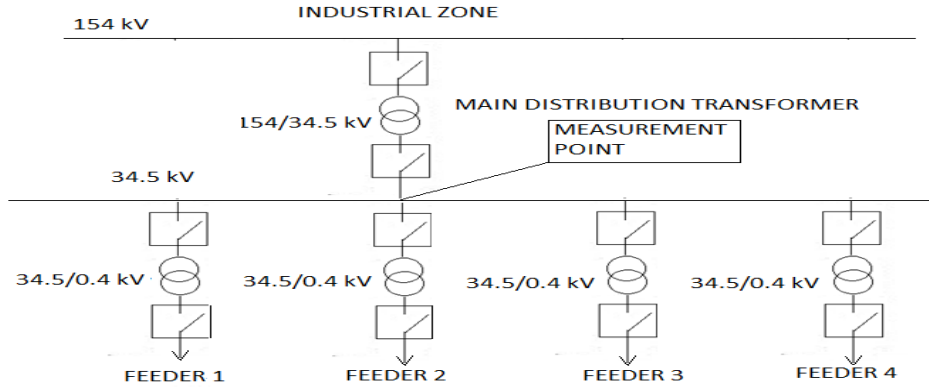 INDUSTRIAL ZONE
154 kV
154/34.5 kV
MAIN DISTRIBUTION TRANSFORMER
MEASUREMENT
POINT
34.5 kV
34.5/0.4 kV
34.5/0.4 kV
34.5/0.4 kV
34.5/0.4 kV
FEEDER 1
FEEDER 2
FEEDER 3
FEEDER 4